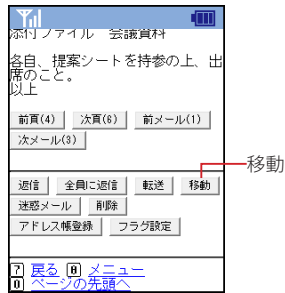 添付ファイル　会議資料
各自、提案シートを持参の上、出
席のこと。
以上
前頁(4) 次頁(6) 前メール(1)
次メール(3)
返信 全員に返信 転送 移動
迷惑メール 削除
アドレス帳登録 フラグ設定
移動
7 戻る 8 メニュー
0 ページの先頭へ